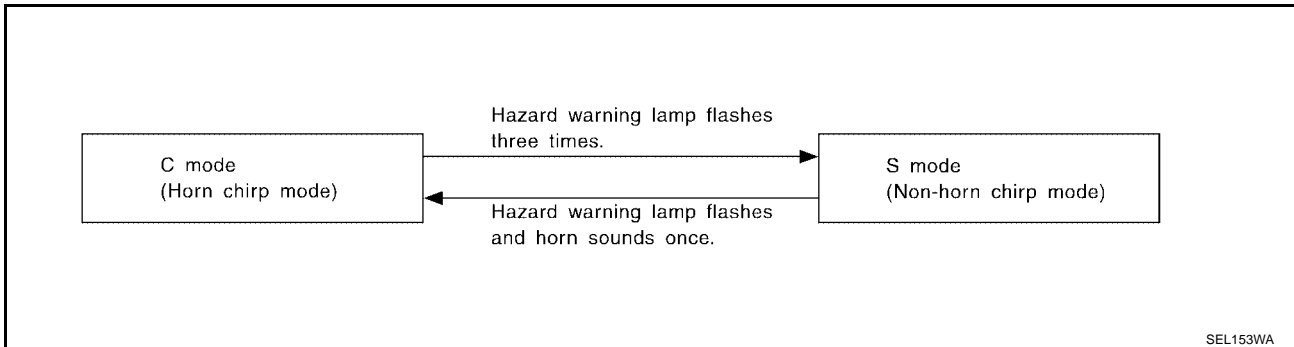 Hazard warning lamp flashes
three times.
C mode
(Horn chirp mode)
S mode
(Non-horn chirp mode)
Hazard warning lamp flashes
and horn sounds once.
SEL153WA